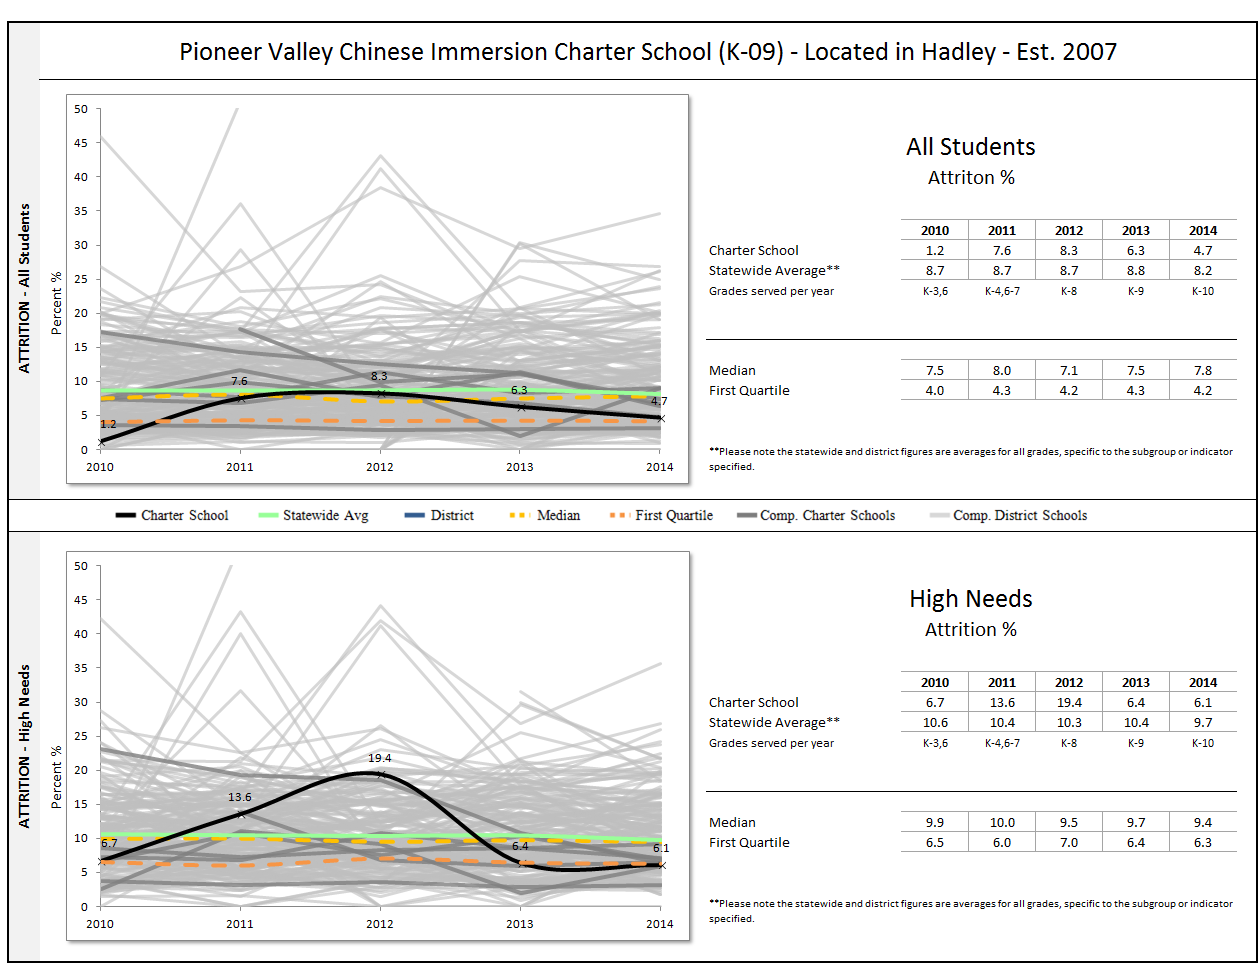 Pioneer Valley Chinese Immersion Charter School (K-09) - Located in Hadley - Est. 2007
ATTRITION - All Students
Percent %
50
45
40
35
30
25
20
15
10
5
0
1.2
7.6
8.3
6.3
4.7
2010 2011 2012 2013 2014
All Students
Attriton %
2010 2011 2012 2013 2014
Charter School 1.2 7.6 8.3 6.3 4.7
Statewide Average** 8.7 8.7 8.7 8.8 8.2
Grades served per year K-3,6 K-4,6-7 K-8 K-9 K-10
Median 7.5 8.0 7.1 7.5 7.8
First Quartile 4.0 4.3 4.2 4.3 4.2
**Please note the statewide and district figures are averages for all grades, specific to the subgroup or indicator
specified.
Charter School Statewide Avg District Median First Quartile Comp. Charter Schools Comp. District Schools
ATTRITION - High Needs
Percent %
50
45
40
35
30
25
20
15
10
5
0
6.7
13.6
19.4
6.4
6.1
2010 2011 2012 2013 2014
High Needs
Attrition %
2010 2011 2012 2013 2014
Charter School 6.7 13.6 19.4 6.4 6.1
Statewide Average** 10.6 10.4 10.3 10.4 9.7
Grades served per year K-3,6 K-4,6-7 K-8 K-9 K-10
Median 9.9 10.0 9.5 9.7 9.4
First Quartile 6.5 6.0 7.0 6.4 6.3
**Please note the statewide and district figures are averages for all grades, specific to the subgroup or indicator
specified.